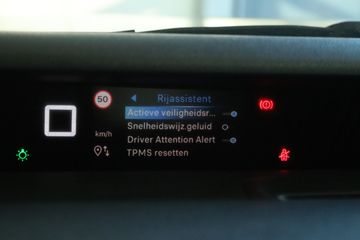 50
Rijassistent
Actieve veiligheidsr...
Snelheidswijz.geluid
km/h
Driver Attention Alert
TPMS resetten